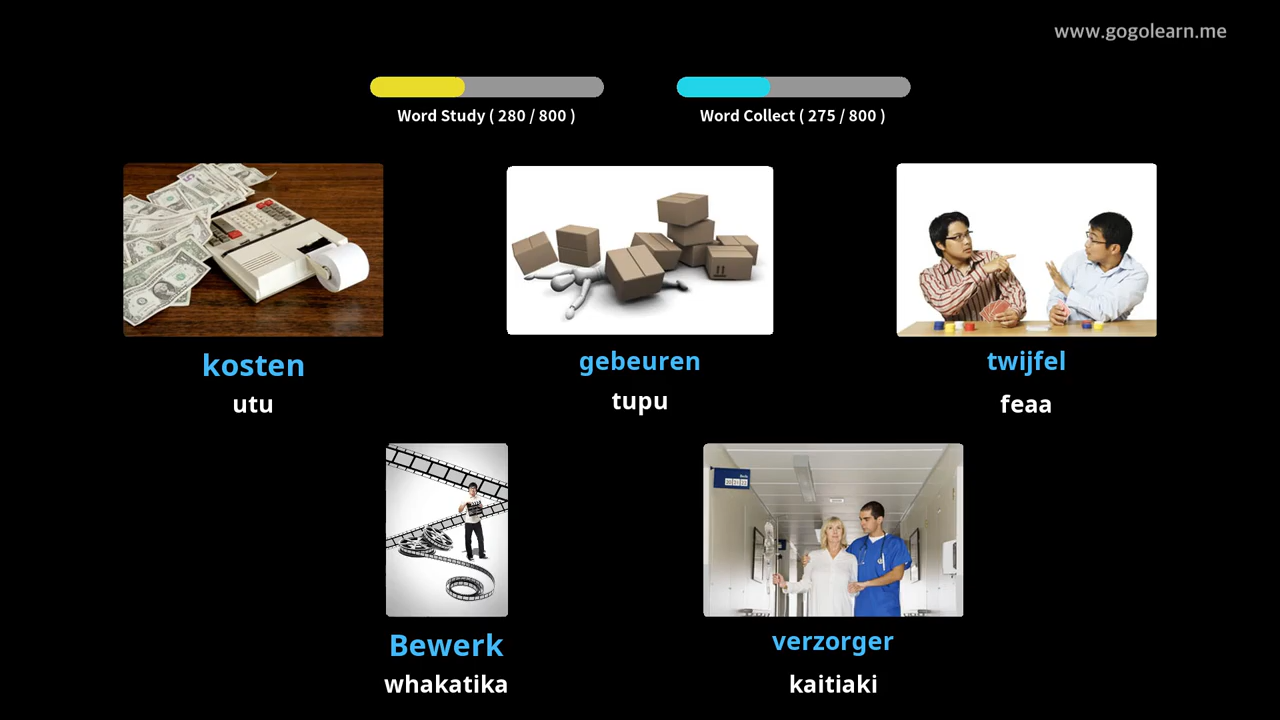 www.gogolearn.me
Word Study ( 280 / 800 )
Word Collect ( 275 / 800 )
kosten
utu
gebeuren
tupu
twijfel
feaa
Bewerk
whakatika
verzorger
kaitiaki